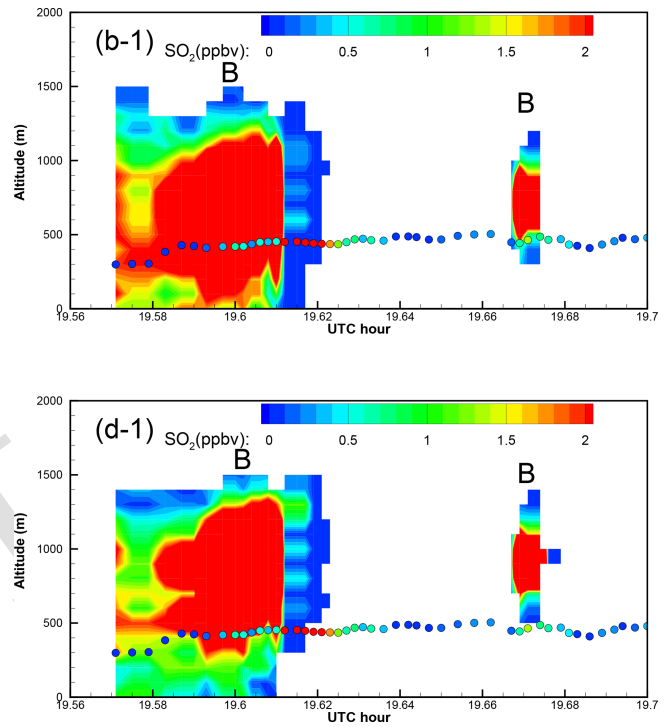 (b-1) SO₂(ppbv): 0 0.5 1 1.5 2
B
B
2000
1500
1000
500
0
Altitude (m)
19.56 19.58 19.6 19.62 19.64 19.66 19.68 19.7
UTC hour
(d-1) SO₂(ppbv): 0 0.5 1 1.5 2
B
B
2000
1500
1000
500
0
Altitude (m)
19.56 19.58 19.6 19.62 19.64 19.66 19.68 19.7
UTC hour